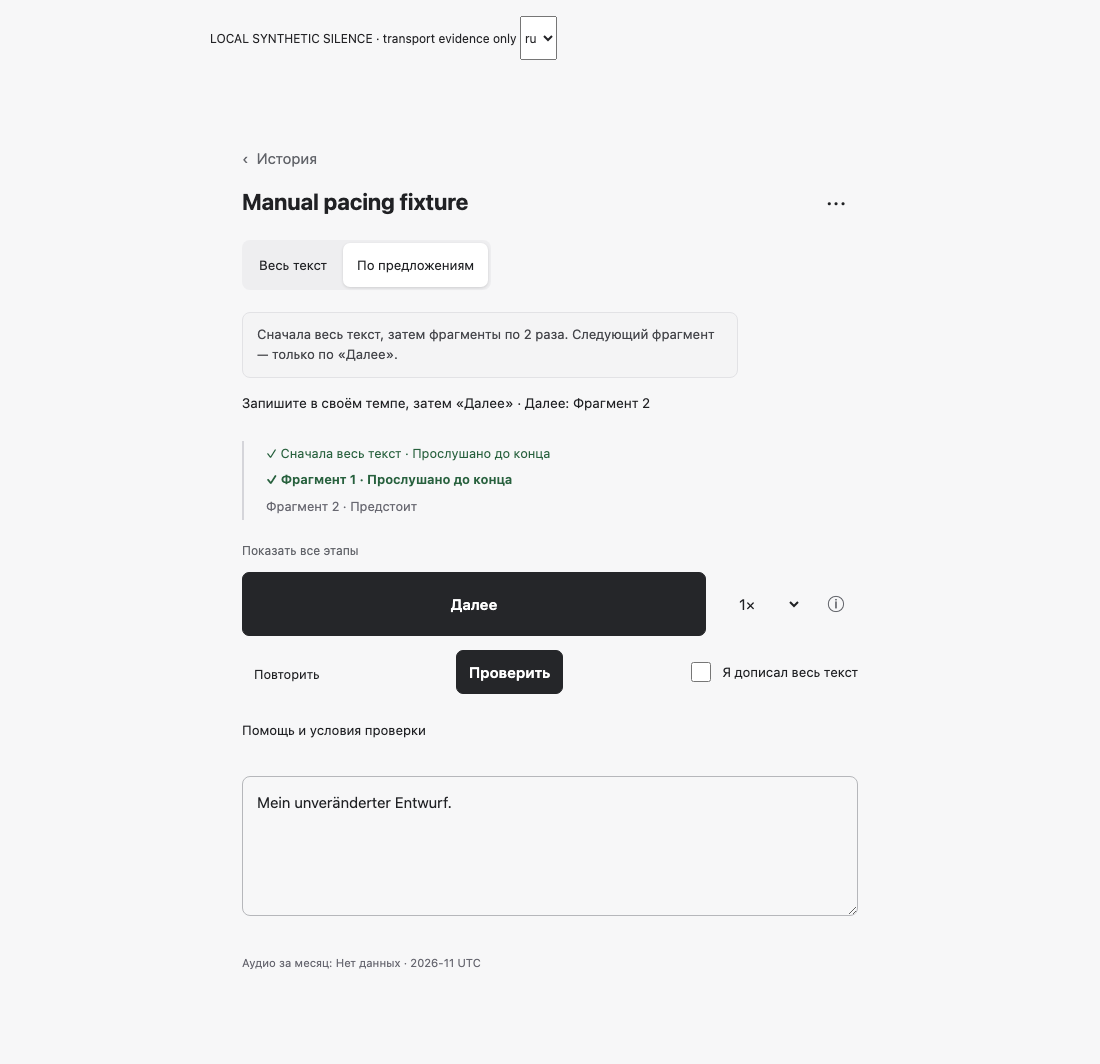 LOCAL SYNTHETIC SILENCE · transport evidence only ru
‹ История
Manual pacing fixture
Весь текст По предложениям
Сначала весь текст, затем фрагменты по 2 раза. Следующий фрагмент
— только по «Далее».
Запишите в своём темпе, затем «Далее» · Далее: Фрагмент 2
✓ Сначала весь текст · Прослушано до конца
✓ Фрагмент 1 · Прослушано до конца
Фрагмент 2 · Предстоит
Показать все этапы
Далее 1×
Повторить Проверить Я дописал весь текст
Помощь и условия проверки
Mein unveränderter Entwurf.
Аудио за месяц: Нет данных · 2026-11 UTC